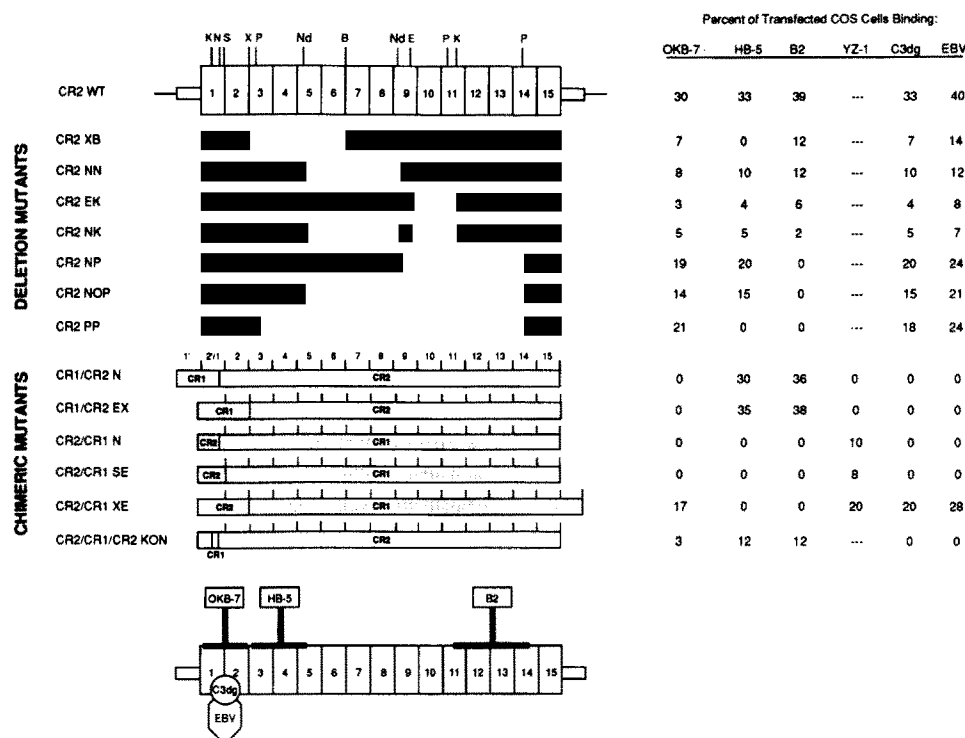 Percent of Transfected COS Cells Binding:
OKB-7 HB-5 B2 YZ-1 C3dg EBV
K N S X P Nd B Nd E P K P
CR2 WT 1 2 3 4 5 6 7 8 9 10 11 12 13 14 15 30 33 39 --- 33 40
DELETION MUTANTS
CR2 XB 7 0 12 --- 7 14
CR2 NN 8 10 12 --- 10 12
CR2 EK 3 4 6 --- 4 8
CR2 NK 5 5 2 --- 5 7
CR2 NP 19 20 0 --- 20 24
CR2 NOP 14 15 0 --- 15 21
CR2 PP 21 0 0 --- 18 24
CHIMERIC MUTANTS
1' 2'/1 2 3 4 5 6 7 8 9 10 11 12 13 14 15
CR1/CR2 N CR1 CR2 0 30 36 0 0 0
CR1/CR2 EX CR1 CR2 0 35 38 0 0 0
CR2/CR1 N CR2 CR1 0 0 0 10 0 0
CR2/CR1 SE CR2 CR1 0 0 0 8 0 0
CR2/CR1 XE CR2 CR1 17 0 0 20 20 28
CR2/CR1/CR2 KON CR2 3 12 12 --- 0 0
CR1
OKB-7 HB-5 B2
1 2 3 4 5 6 7 8 9 10 11 12 13 14 15
C3dg
EBV